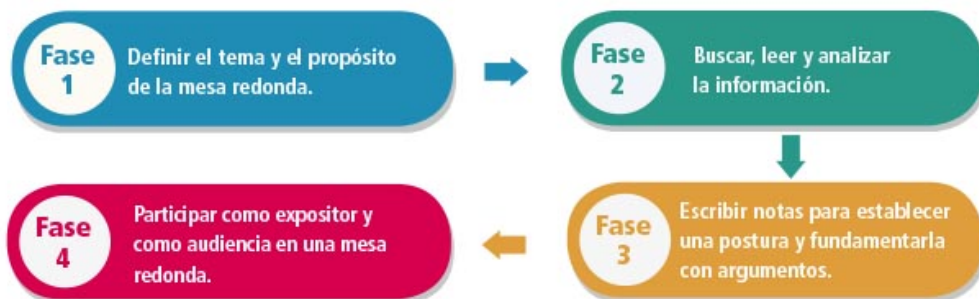 Fase
1
Definir el tema y el propósito
de la mesa redonda.
Fase
2
Buscar, leer y analizar
la información.
Fase
3
Escribir notas para establecer
una postura y fundamentarla
con argumentos.
Fase
4
Participar como expositor y
como audiencia en una mesa
redonda.